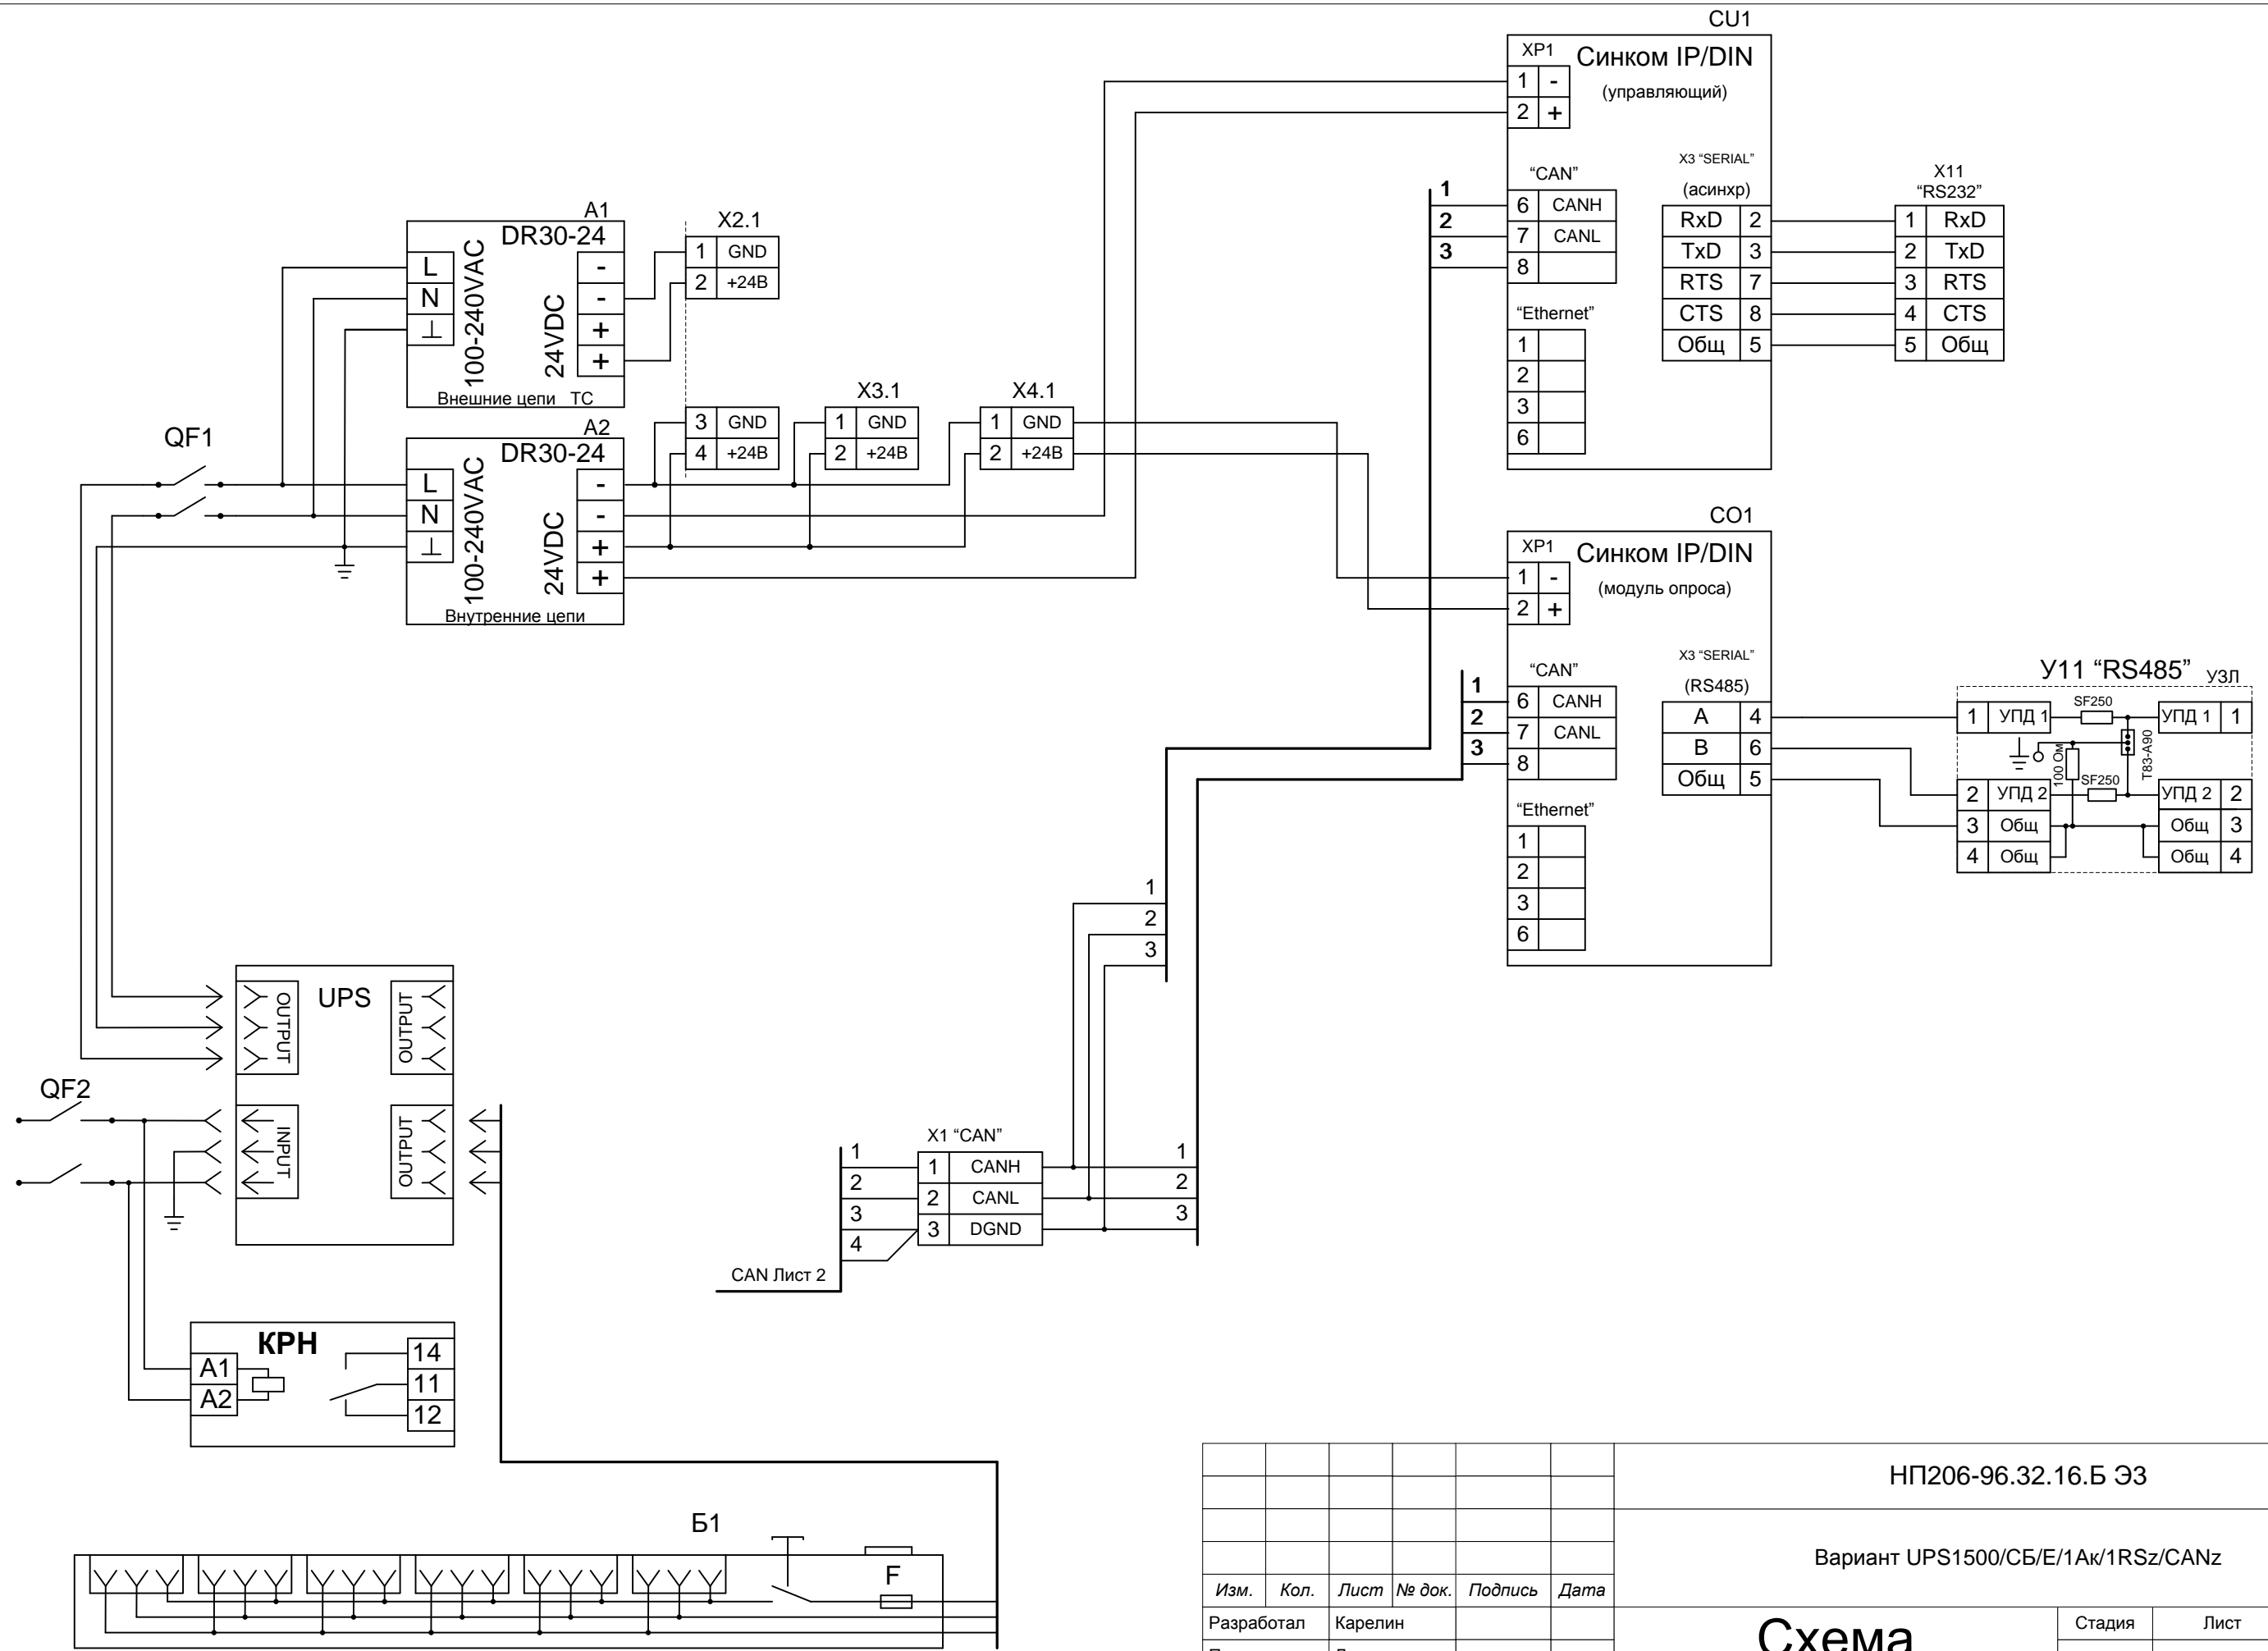 CU1
XP1
Синком IP/DIN
1 -
(управляющий)
2 +
X3 “SERIAL”
“CAN”
(асинхр)
X11
“RS232”
1
6 CANH
2
7 CANL
3
8
RxD 2
1 RxD
TxD 3
2 TxD
RTS 7
3 RTS
CTS 8
4 CTS
Общ 5
5 Общ
“Ethernet”
1
2
3
6
A1
DR30-24
L
N
⊥
100-240VAC
24VDC
-
-
+
+
Внешние цепи ТС
X2.1
1 GND
2 +24В
3 GND
4 +24В
X3.1
1 GND
2 +24В
X4.1
1 GND
2 +24В
QF1
A2
DR30-24
L
N
⊥
100-240VAC
24VDC
-
-
+
+
Внутренние цепи
CO1
XP1
Синком IP/DIN
1 -
(модуль опроса)
2 +
X3 “SERIAL”
“CAN”
(RS485)
1
6 CANH
2
7 CANL
3
8
A 4
B 6
Общ 5
“Ethernet”
1
2
3
6
У11 “RS485” УЗЛ
SF250
1 УПД 1
УПД 1 1
100 Ом
T83-A90
SF250
2 УПД 2
УПД 2 2
3 Общ
Общ 3
4 Общ
Общ 4
1
2
3
UPS
OUTPUT
OUTPUT
INPUT
OUTPUT
QF2
X1 “CAN”
1
2
3
4
1 CANH
2 CANL
3 DGND
1
2
3
CAN Лист 2
КРН
A1
A2
14
11
12
Б1
F
НП206-96.32.16.Б Э3
Вариант UPS1500/СБ/Е/1Ак/1RSz/CANz
Изм. Кол. Лист № док. Подпись Дата
Разработал Карелин
Схема
Стадия Лист